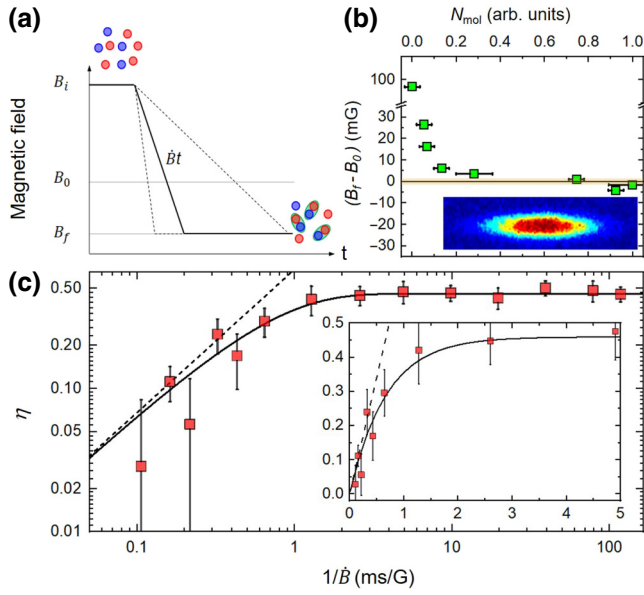 (a)
Magnetic field
B_i
Ḃt
B_0
B_f
t
(b)
N_mol (arb. units)
0.0 0.2 0.4 0.6 0.8 1.0
(B_f - B_0) (mG)
100
30
20
10
0
-10
-20
-30
(c)
η
0.50
0.20
0.10
0.05
0.02
0.01
0.1 1 10 100
1/Ḃ (ms/G)
0.5
0.4
0.3
0.2
0.1
0.0
0 1 2 3 4 5